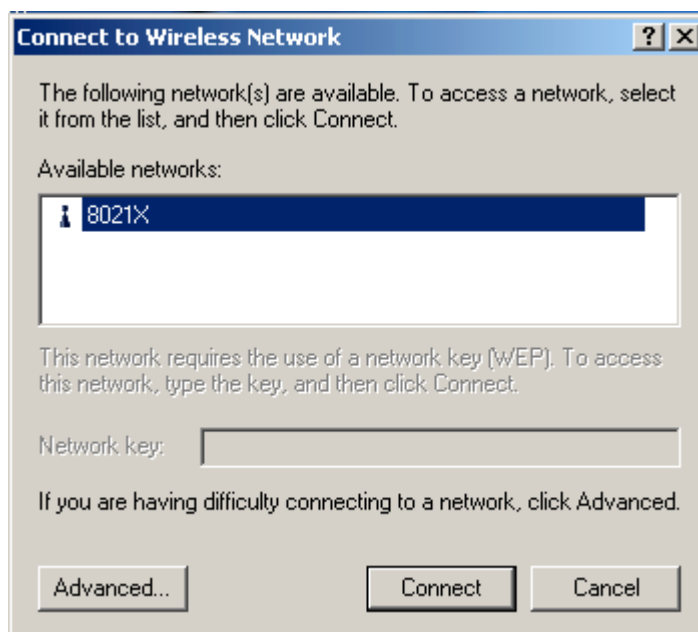 Connect to Wireless Network
The following network(s) are available. To access a network, select
it from the list, and then click Connect.
Available networks:
8021X
This network requires the use of a network key (WEP). To access
this network, type the key, and then click Connect.
Network key:
If you are having difficulty connecting to a network, click Advanced.
Advanced... Connect Cancel